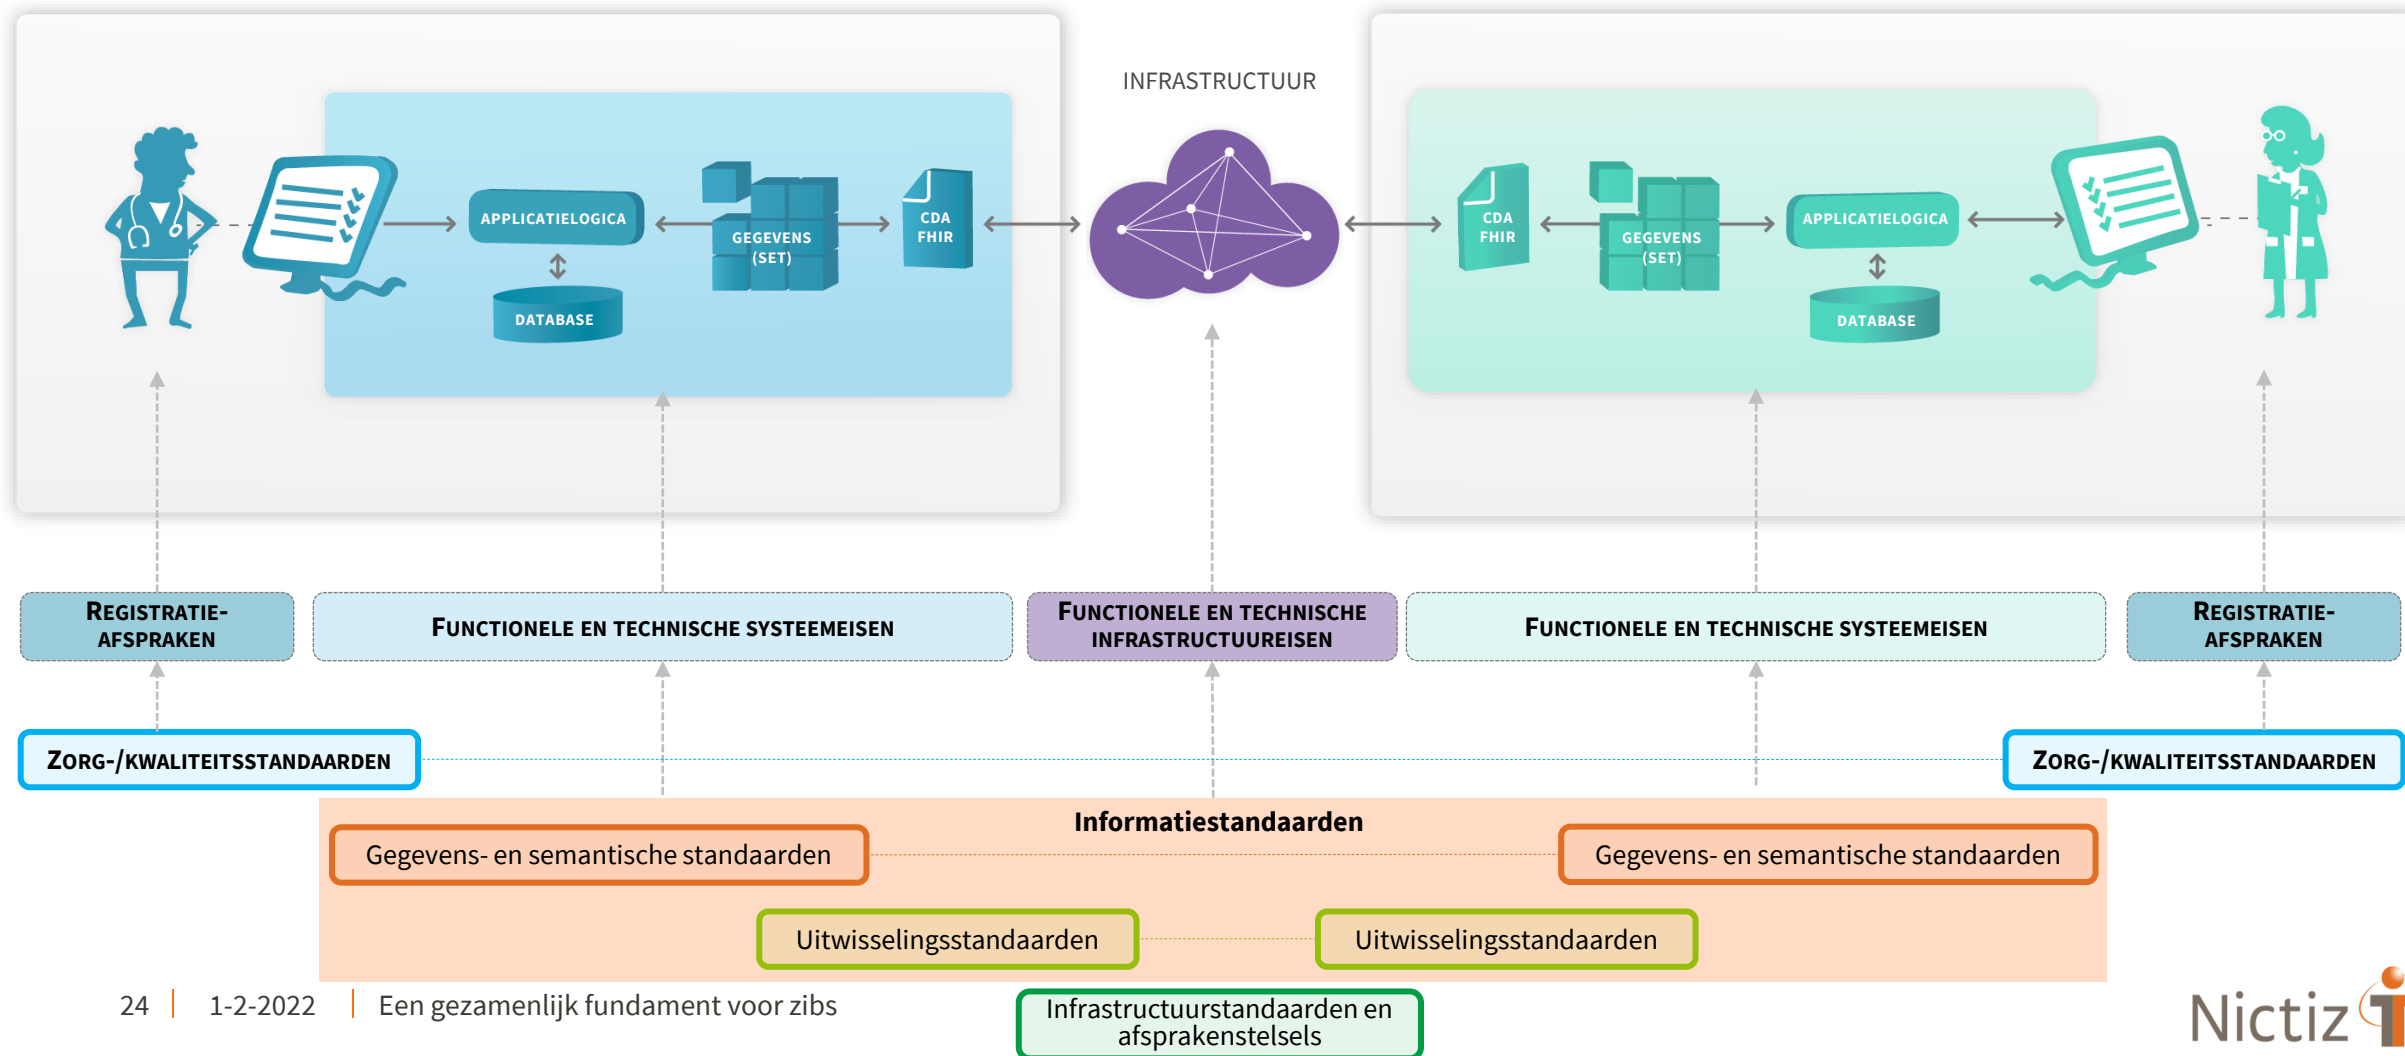 INFRASTRUCTUUR
APPLICATIELOGICA
DATABASE
GEGEVENS
(SET)
CDA
FHIR
CDA
FHIR
GEGEVENS
(SET)
APPLICATIELOGICA
DATABASE
REGISTRATIE-
AFSPRAKEN
FUNCTIONELE EN TECHNISCHE SYSTEEMEISEN
FUNCTIONELE EN TECHNISCHE
INFRASTRUCTUUREISEN
FUNCTIONELE EN TECHNISCHE SYSTEEMEISEN
REGISTRATIE-
AFSPRAKEN
ZORG-/KWALITEITSSTANDAARDEN
ZORG-/KWALITEITSSTANDAARDEN
Informatiestandaarden
Gegevens- en semantische standaarden
Gegevens- en semantische standaarden
Uitwisselingsstandaarden
Uitwisselingsstandaarden
24 | 1-2-2022 | Een gezamenlijk fundament voor zibs
Infrastructuurstandaarden en
afsprakenstelsels
Nictiz